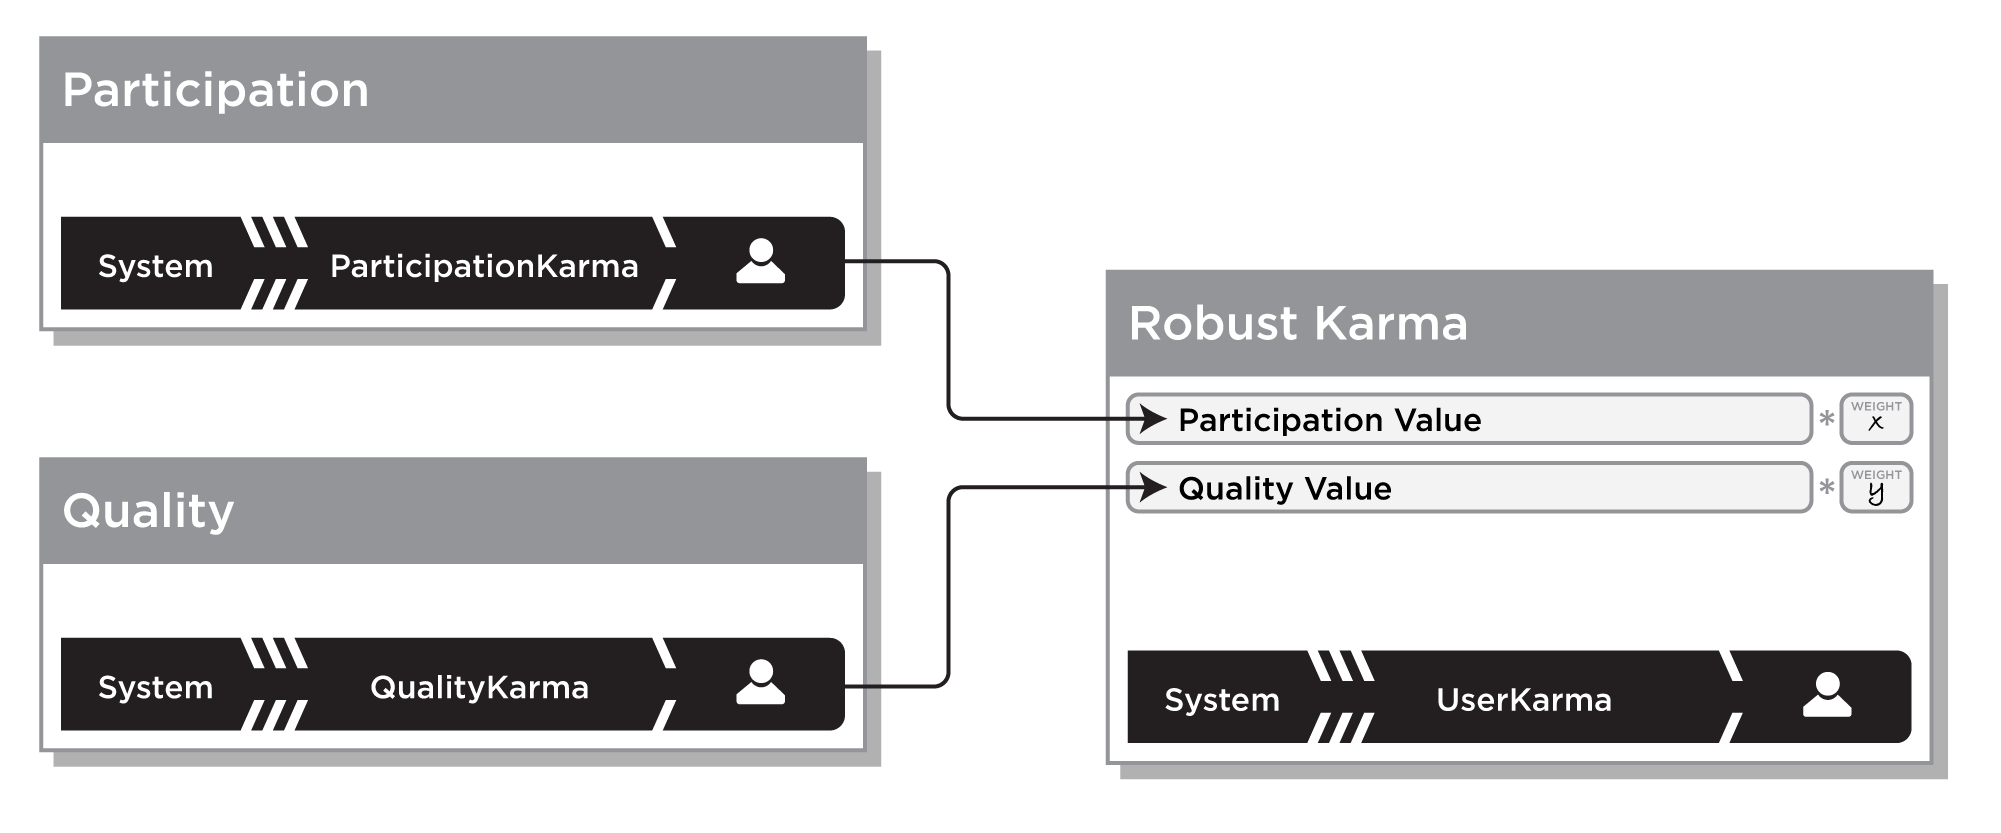 Participation
System ParticipationKarma
Quality
System QualityKarma
Robust Karma
Participation Value * WEIGHT x
Quality Value * WEIGHT y
System UserKarma